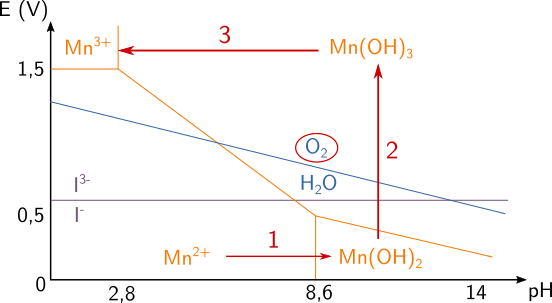 E (V)
Mn³⁺
3
Mn(OH)₃
1,5
O₂
2
H₂O
I³⁻
I⁻
0,5
Mn²⁺
1
Mn(OH)₂
0
2,8
8,6
14
pH